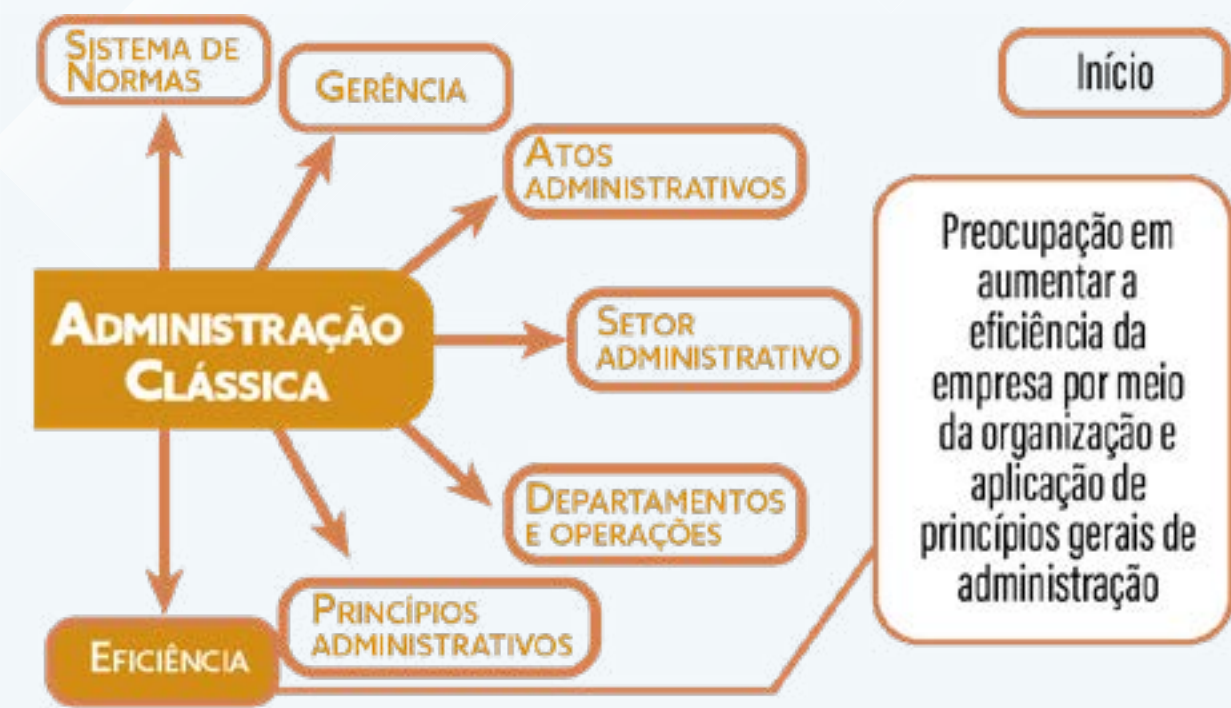 SISTEMA DE
NORMAS
GERÊNCIA
Início
ATOS
ADMINISTRATIVOS
ADMINISTRAÇÃO
CLÁSSICA
SETOR
ADMINISTRATIVO
DEPARTAMENTOS
E OPERAÇÕES
PRINCÍPIOS
ADMINISTRATIVOS
EFICIÊNCIA
Preocupação em
aumentar a
eficiência da
empresa por meio
da organização e
aplicação de
princípios gerais de
administração